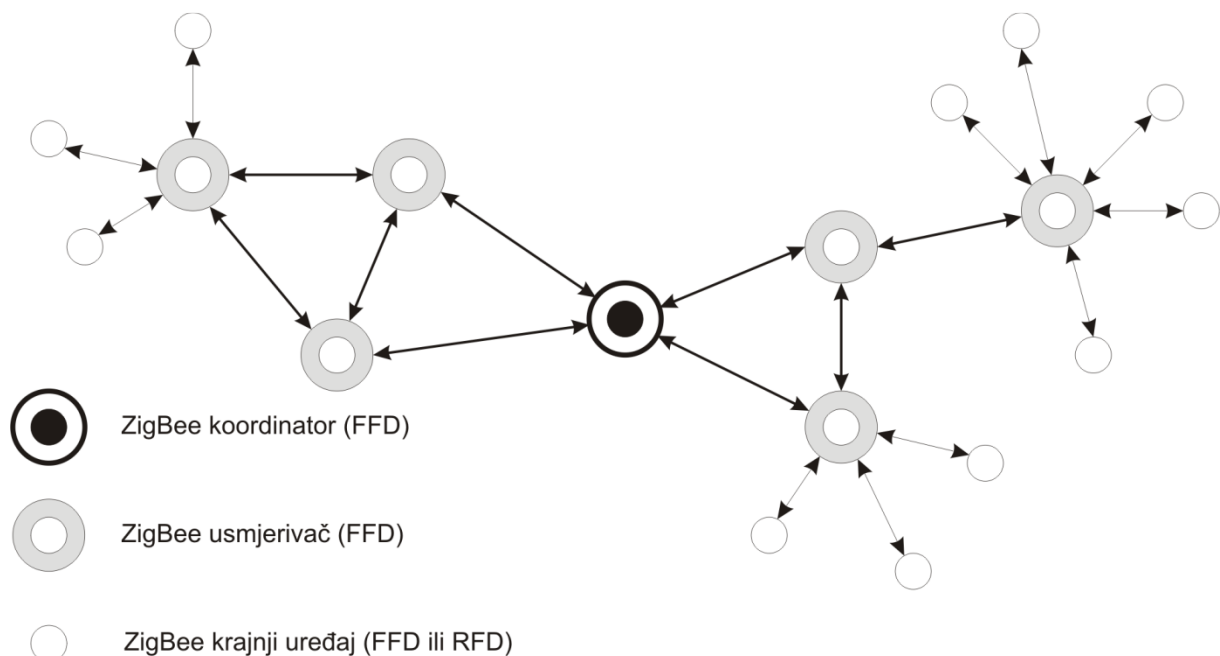 ZigBee koordinator (FFD)
ZigBee usmjerivač (FFD)
ZigBee krajnji uređaj (FFD ili RFD)